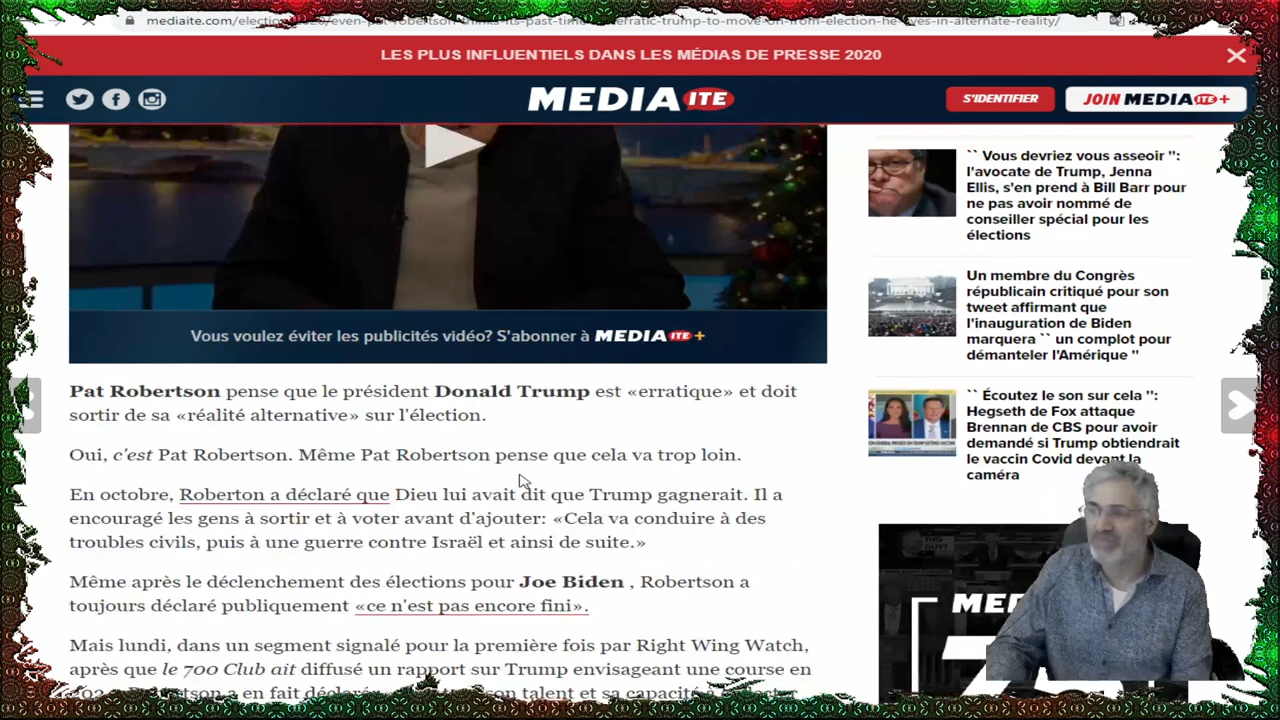 LES PLUS INFLUENTIELS DANS LES MÉDIAS DE PRESSE 2020
MEDIAITE
S'IDENTIFIER
JOIN MEDIAITE+
Vous voulez éviter les publicités vidéo? S'abonner à MEDIAITE+
Pat Robertson pense que le président Donald Trump est «erratique» et doit
sortir de sa «réalité alternative» sur l'élection.
Oui, c'est Pat Robertson. Même Pat Robertson pense que cela va trop loin.
En octobre, Roberton a déclaré que Dieu lui avait dit que Trump gagnerait. Il a
encouragé les gens à sortir et à voter avant d'ajouter: «Cela va conduire à des
troubles civils, puis à une guerre contre Israël et ainsi de suite.»
Même après le déclenchement des élections pour Joe Biden , Robertson a
toujours déclaré publiquement «ce n'est pas encore fini».
Mais lundi, dans un segment signalé pour la première fois par Right Wing Watch,
après que le 700 Club ait diffusé un rapport sur Trump envisageant une course en
`` Vous devriez vous asseoir '':
l'avocate de Trump, Jenna
Ellis, s'en prend à Bill Barr pour
ne pas avoir nommé de
conseiller spécial pour les
élections
Un membre du Congrès
républicain critiqué pour son
tweet affirmant que
l'inauguration de Biden
marquera `` un complot pour
démanteler l'Amérique ''
`` Écoutez le son sur cela '':
Hegseth de Fox attaque
Brennan de CBS pour avoir
demandé si Trump obtiendrait
le vaccin Covid devant la
caméra